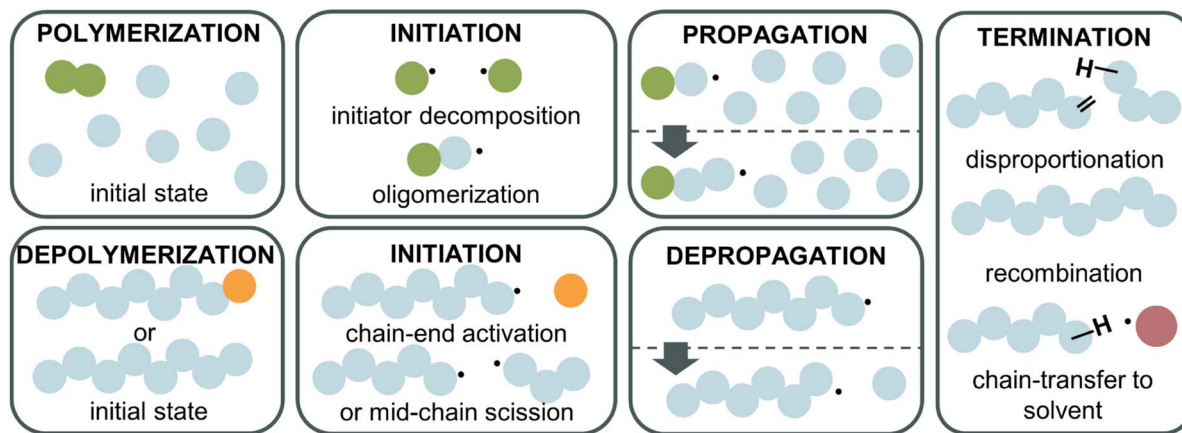 POLYMERIZATION
initial state
INITIATION
initiator decomposition
oligomerization
PROPAGATION
DEPOLYMERIZATION
or
initial state
INITIATION
chain-end activation
or mid-chain scission
DEPROPAGATION
TERMINATION
H
disproportionation
recombination
H
chain-transfer to
solvent